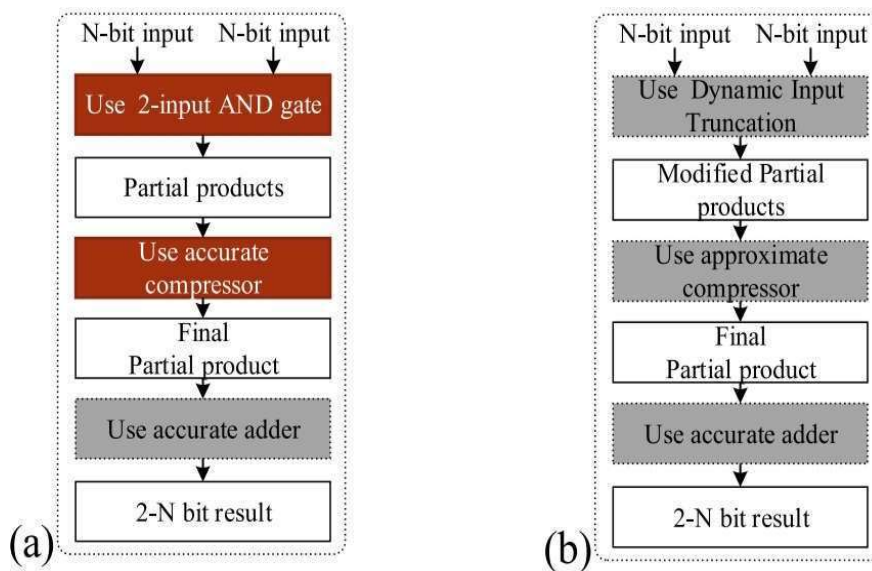 N-bit input N-bit input
Use 2-input AND gate
Partial products
Use accurate
compressor
Final
Partial product
Use accurate adder
2-N bit result
(a)
N-bit input N-bit input
Use Dynamic Input
Truncation
Modified Partial
products
Use approximate
compressor
Final
Partial product
Use accurate adder
2-N bit result
(b)